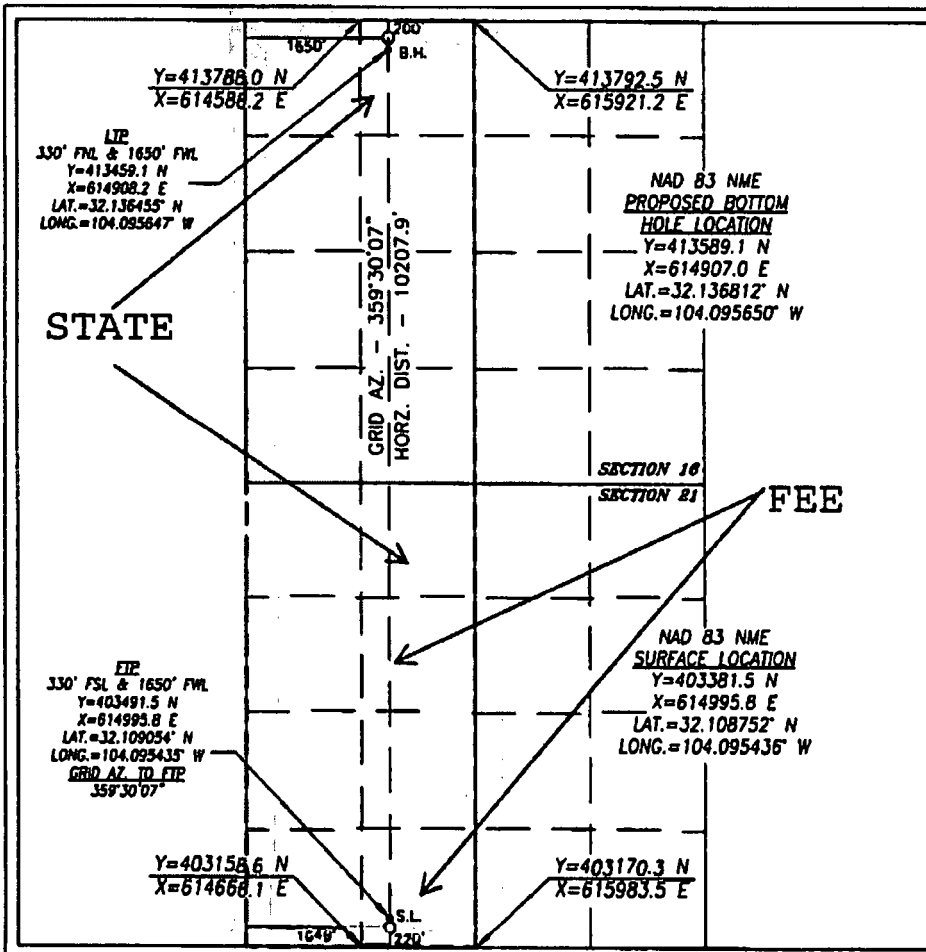 200'
1650'
B.H.
Y=413788.0 N
X=614588.2 E
Y=413792.5 N
X=615921.2 E
LTP
330' FNL & 1650' FWL
Y=413459.1 N
X=614908.2 E
LAT.=32.136455° N
LONG.=104.095647° W
NAD 83 NME
PROPOSED BOTTOM
HOLE LOCATION
Y=413589.1 N
X=614907.0 E
LAT.=32.136812° N
LONG.=104.095650° W
GRID AZ. - 359°30'07"
HORZ. DIST. - 10207.9'
STATE
SECTION 16
SECTION 21
FEE
FTP
330' FSL & 1650' FWL
Y=403491.5 N
X=614995.8 E
LAT.=32.109054° N
LONG.=104.095435° W
GRID AZ. TO FTP
359°30'07"
NAD 83 NME
SURFACE LOCATION
Y=403381.5 N
X=614995.8 E
LAT.=32.108752° N
LONG.=104.095436° W
Y=403158.6 N
X=614668.1 E
Y=403170.3 N
X=615983.5 E
S.L.
1649'
220'